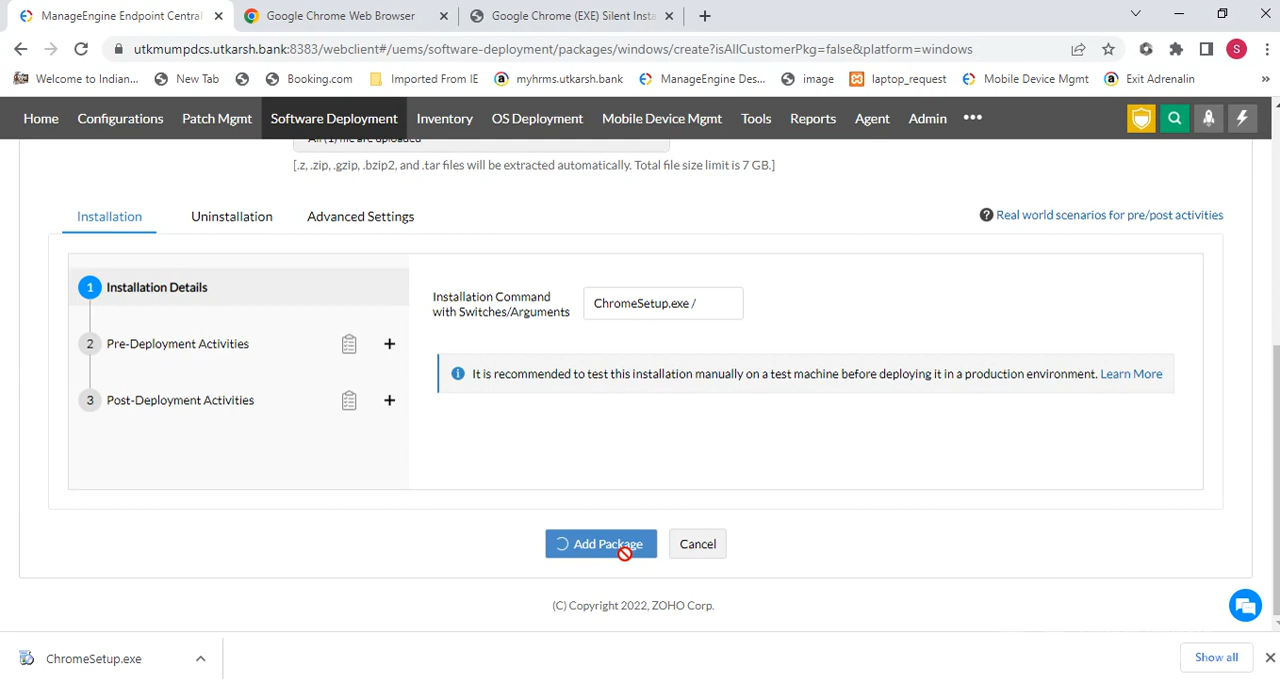 ManageEngine Endpoint Central
Google Chrome Web Browser
Google Chrome (EXE) Silent Insta
utkmumpdcs.utkarsh.bank:8383/webclient#/uems/software-deployment/packages/windows/create?isAllCustomerPkg=false&platform=windows
S
Welcome to Indian...
New Tab
Booking.com
Imported From IE
myhrms.utkarsh.bank
ManageEngine Des...
image
laptop_request
Mobile Device Mgmt
Exit Adrenalin
»
Home
Configurations
Patch Mgmt
Software Deployment
Inventory
OS Deployment
Mobile Device Mgmt
Tools
Reports
Agent
Admin
All (1) file are uploaded
[.z, .zip, .gzip, .bzip2, and .tar files will be extracted automatically. Total file size limit is 7 GB.]
Installation
Uninstallation
Advanced Settings
Real world scenarios for pre/post activities
1 Installation Details
2 Pre-Deployment Activities
3 Post-Deployment Activities
Installation Command
with Switches/Arguments
ChromeSetup.exe /
It is recommended to test this installation manually on a test machine before deploying it in a production environment. Learn More
Add Package
Cancel
(C) Copyright 2022, ZOHO Corp.
ChromeSetup.exe
Show all